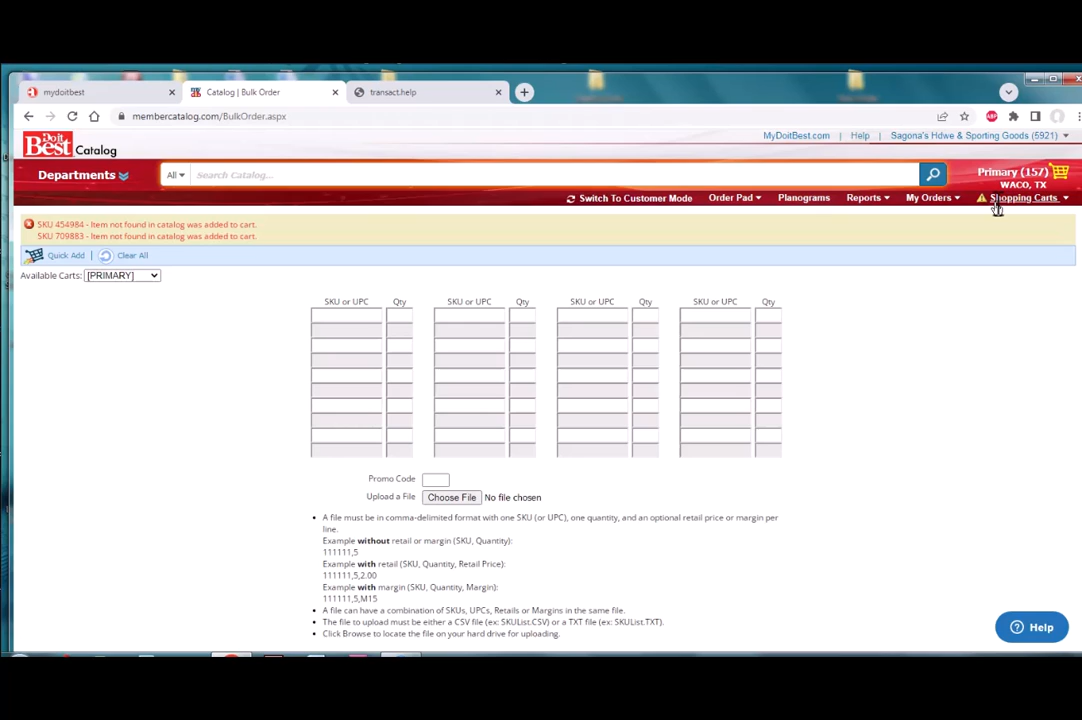 mydoitbest
Catalog | Bulk Order
transact.help
membercatalog.com/BulkOrder.aspx
ABP
MyDoitBest.com | Help | Sagona's Hdwe & Sporting Goods (5921)
Do it Best Catalog
Departments
All
Search Catalog...
Primary (157)
WACO, TX
Switch To Customer Mode
Order Pad
Planograms
Reports
My Orders
Shopping Carts
SKU 454984 - Item not found in catalog was added to cart.
SKU 709883 - Item not found in catalog was added to cart.
Quick Add | Clear All
Available Carts: [PRIMARY]
SKU or UPC Qty SKU or UPC Qty SKU or UPC Qty SKU or UPC Qty
Promo Code
Upload a File Choose File No file chosen
• A file must be in comma-delimited format with one SKU (or UPC), one quantity, and an optional retail price or margin per
line.
Example without retail or margin (SKU, Quantity):
111111,5
Example with retail (SKU, Quantity, Retail Price):
111111,5,2.00
Example with margin (SKU, Quantity, Margin):
111111,5,M15
• A file can have a combination of SKUs, UPCs, Retails or Margins in the same file.
• The file to upload must be either a CSV file (ex: SKUList.CSV) or a TXT file (ex: SKUList.TXT).
• Click Browse to locate the file on your hard drive for uploading.
Help